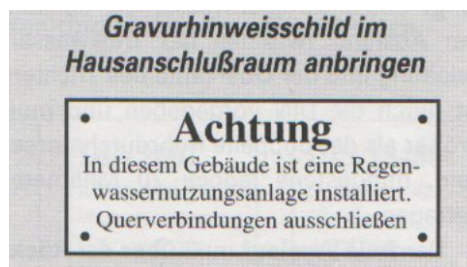 Gravurhinweisschild im
Hausanschlußraum anbringen
Achtung
In diesem Gebäude ist eine Regen-
wassernutzungsanlage installiert.
Querverbindungen ausschließen